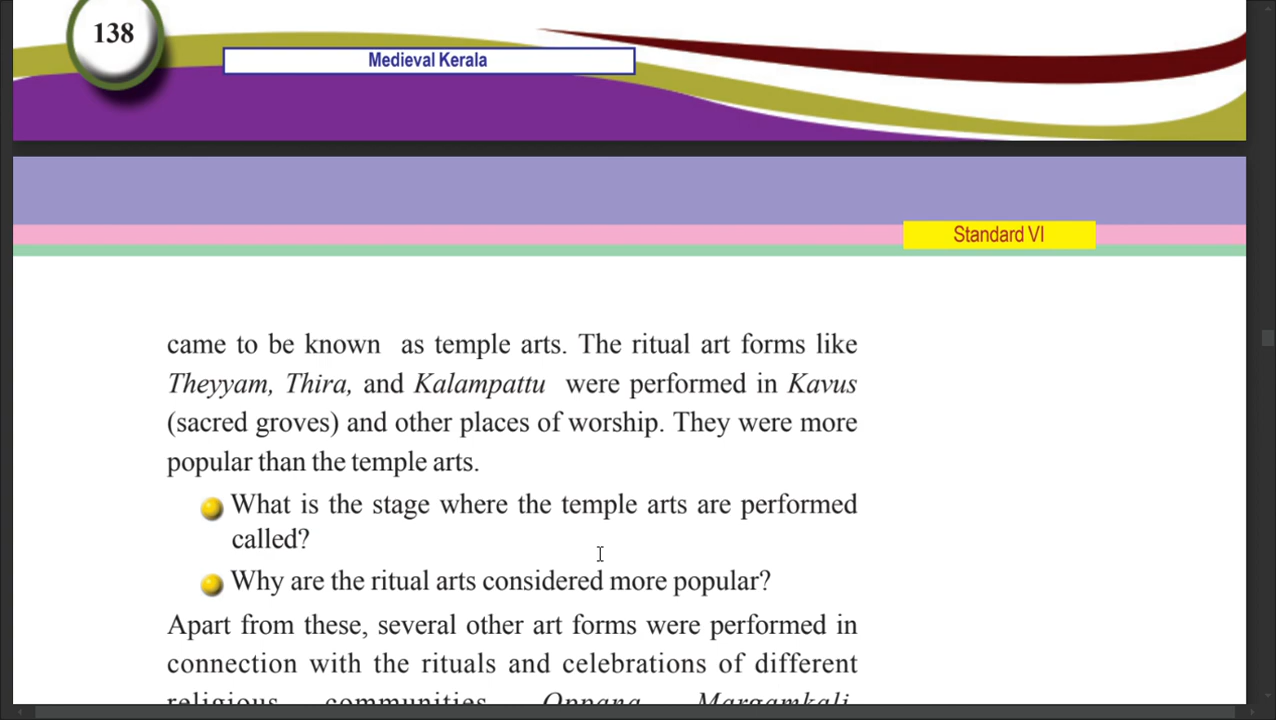 138
Medieval Kerala
Standard VI
came to be known as temple arts. The ritual art forms like
Theyyam, Thira, and Kalampattu were performed in Kavus
(sacred groves) and other places of worship. They were more
popular than the temple arts.
What is the stage where the temple arts are performed
called?
Why are the ritual arts considered more popular?
Apart from these, several other art forms were performed in
connection with the rituals and celebrations of different
religious communities. Oppana, Margamkali,